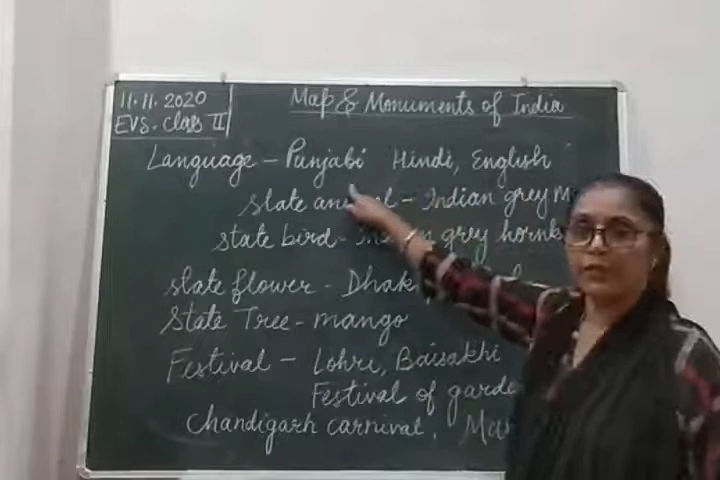 11.11.2020
EVS. Class II
Map & Monuments of India
Language - Punjabi Hindi, English
State animal - Indian grey
State bird - Indian grey
State flower - Dhak
State Tree - mango
Festival - Lohri, Baisakhi
Festival of
Chandigarh carnival,